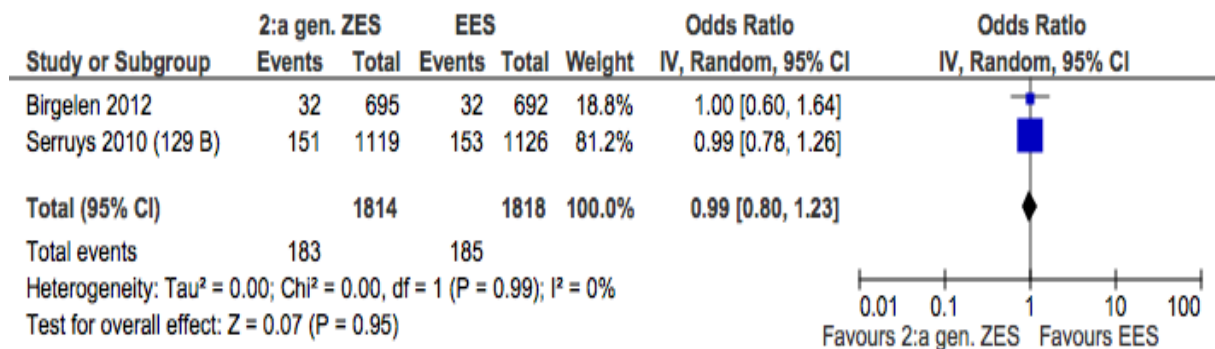 2:a gen. ZES EES Odds Ratio Odds Ratio
Study or Subgroup Events Total Events Total Weight IV, Random, 95% CI IV, Random, 95% CI
Birgelen 2012 32 695 32 692 18.8% 1.00 [0.60, 1.64]
Serruys 2010 (129 B) 151 1119 153 1126 81.2% 0.99 [0.78, 1.26]
Total (95% CI) 1814 1818 100.0% 0.99 [0.80, 1.23]
Total events 183 185
Heterogeneity: Tau² = 0.00; Chi² = 0.00, df = 1 (P = 0.99); I² = 0%
Test for overall effect: Z = 0.07 (P = 0.95)
0.01 0.1 1 10 100
Favours 2:a gen. ZES Favours EES